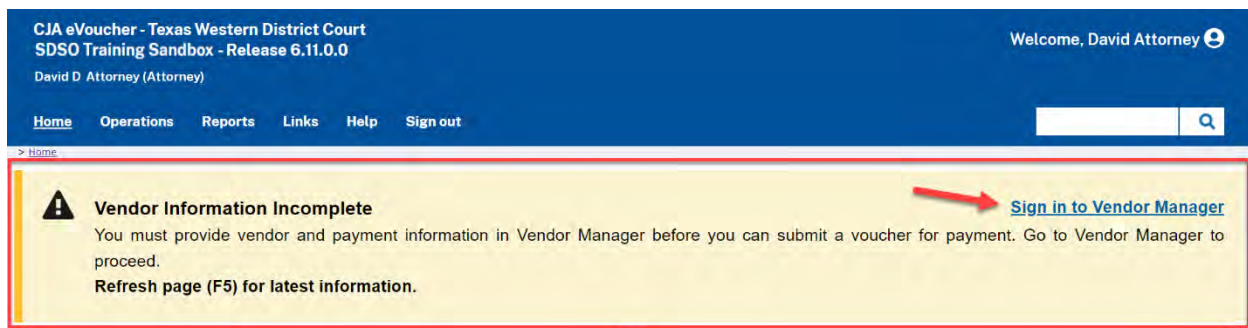 CJA eVoucher - Texas Western District Court
SDSO Training Sandbox - Release 6.11.0.0
Welcome, David Attorney
David D Attorney (Attorney)
Home Operations Reports Links Help Sign out
> Home
Vendor Information Incomplete
Sign in to Vendor Manager
You must provide vendor and payment information in Vendor Manager before you can submit a voucher for payment. Go to Vendor Manager to
proceed.
Refresh page (F5) for latest information.